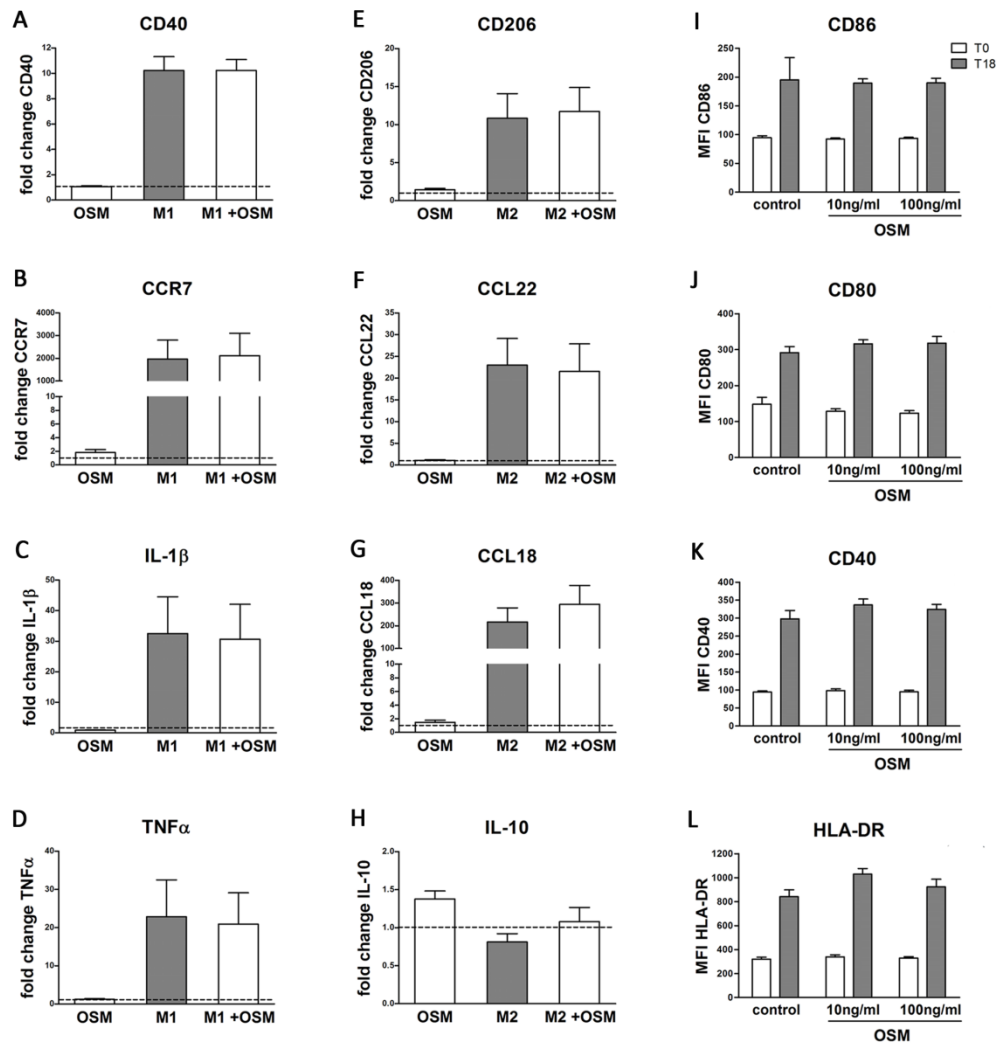 A
CD40
fold change CD40
12
10
8
6
4
2
0
OSM M1 M1 +OSM
B
CCR7
fold change CCR7
4000
3000
2000
1000
10
8
6
4
2
0
OSM M1 M1 +OSM
C
IL-1β
fold change IL-1β
50
40
30
20
10
0
OSM M1 M1 +OSM
D
TNFα
fold change TNFα
40
30
20
10
0
OSM M1 M1 +OSM
E
CD206
fold change CD206
20
15
10
5
0
OSM M2 M2 +OSM
F
CCL22
fold change CCL22
35
30
25
20
15
10
5
0
OSM M2 M2 +OSM
G
CCL18
fold change CCL18
400
300
200
100
10
8
6
4
2
0
OSM M2 M2 +OSM
H
IL-10
fold change IL-10
2.0
1.5
1.0
0.5
0.0
OSM M2 M2 +OSM
I
CD86
T0
T18
MFI CD86
250
200
150
100
50
0
control 10ng/ml 100ng/ml
OSM
J
CD80
MFI CD80
400
300
200
100
0
control 10ng/ml 100ng/ml
OSM
K
CD40
MFI CD40
400
350
300
250
200
150
100
50
0
control 10ng/ml 100ng/ml
OSM
L
HLA-DR
MFI HLA-DR
1200
1000
800
600
400
200
0
control 10ng/ml 100ng/ml
OSM